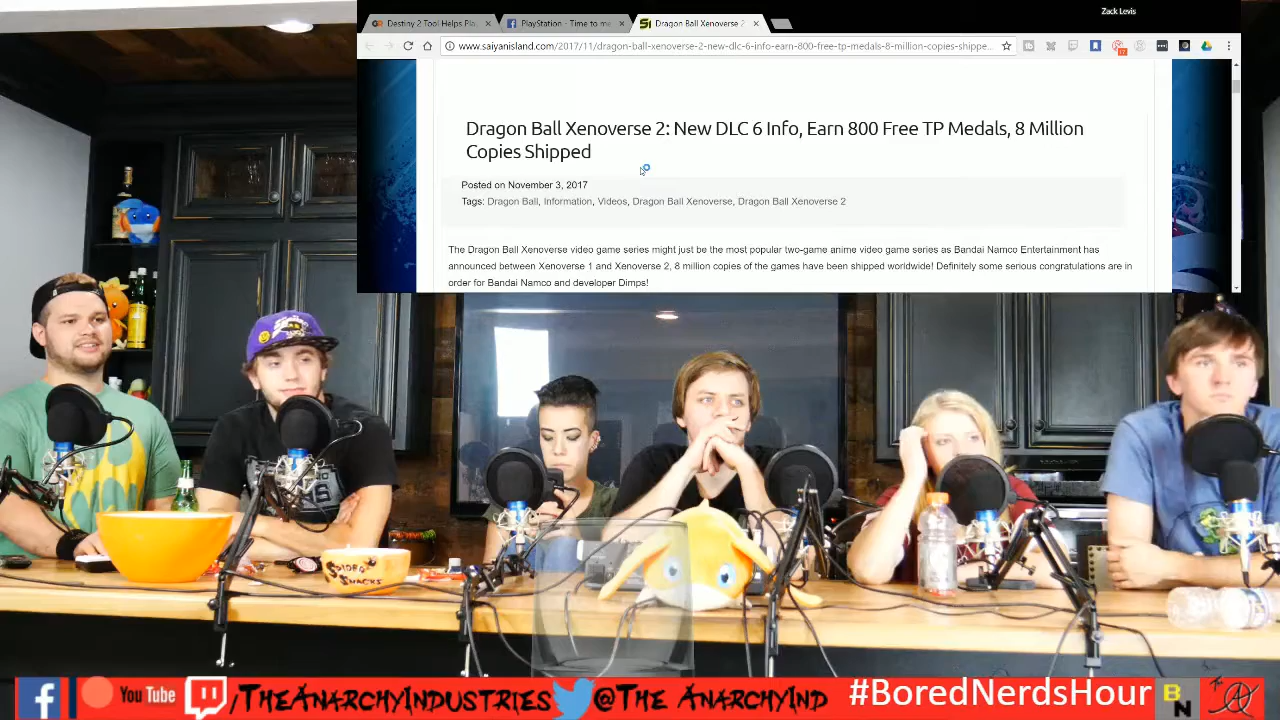 Zack Levis
Destiny 2 Tool Helps Pla
PlayStation - Time to me
Dragon Ball Xenoverse 2
www.saiyanisland.com/2017/11/dragon-ball-xenoverse-2-new-dlc-6-info-earn-800-free-tp-medals-8-million-copies-shippe...
Dragon Ball Xenoverse 2: New DLC 6 Info, Earn 800 Free TP Medals, 8 Million
Copies Shipped
Posted on November 3, 2017
Tags: Dragon Ball, Information, Videos, Dragon Ball Xenoverse, Dragon Ball Xenoverse 2
The Dragon Ball Xenoverse video game series might just be the most popular two-game anime video game series as Bandai Namco Entertainment has
announced between Xenoverse 1 and Xenoverse 2, 8 million copies of the games have been shipped worldwide! Definitely some serious congratulations are in
order for Bandai Namco and developer Dimps!
SNACKS
YouTube /TheAnarchyIndustries @The AnarchyInd #BoredNerdsHour BN